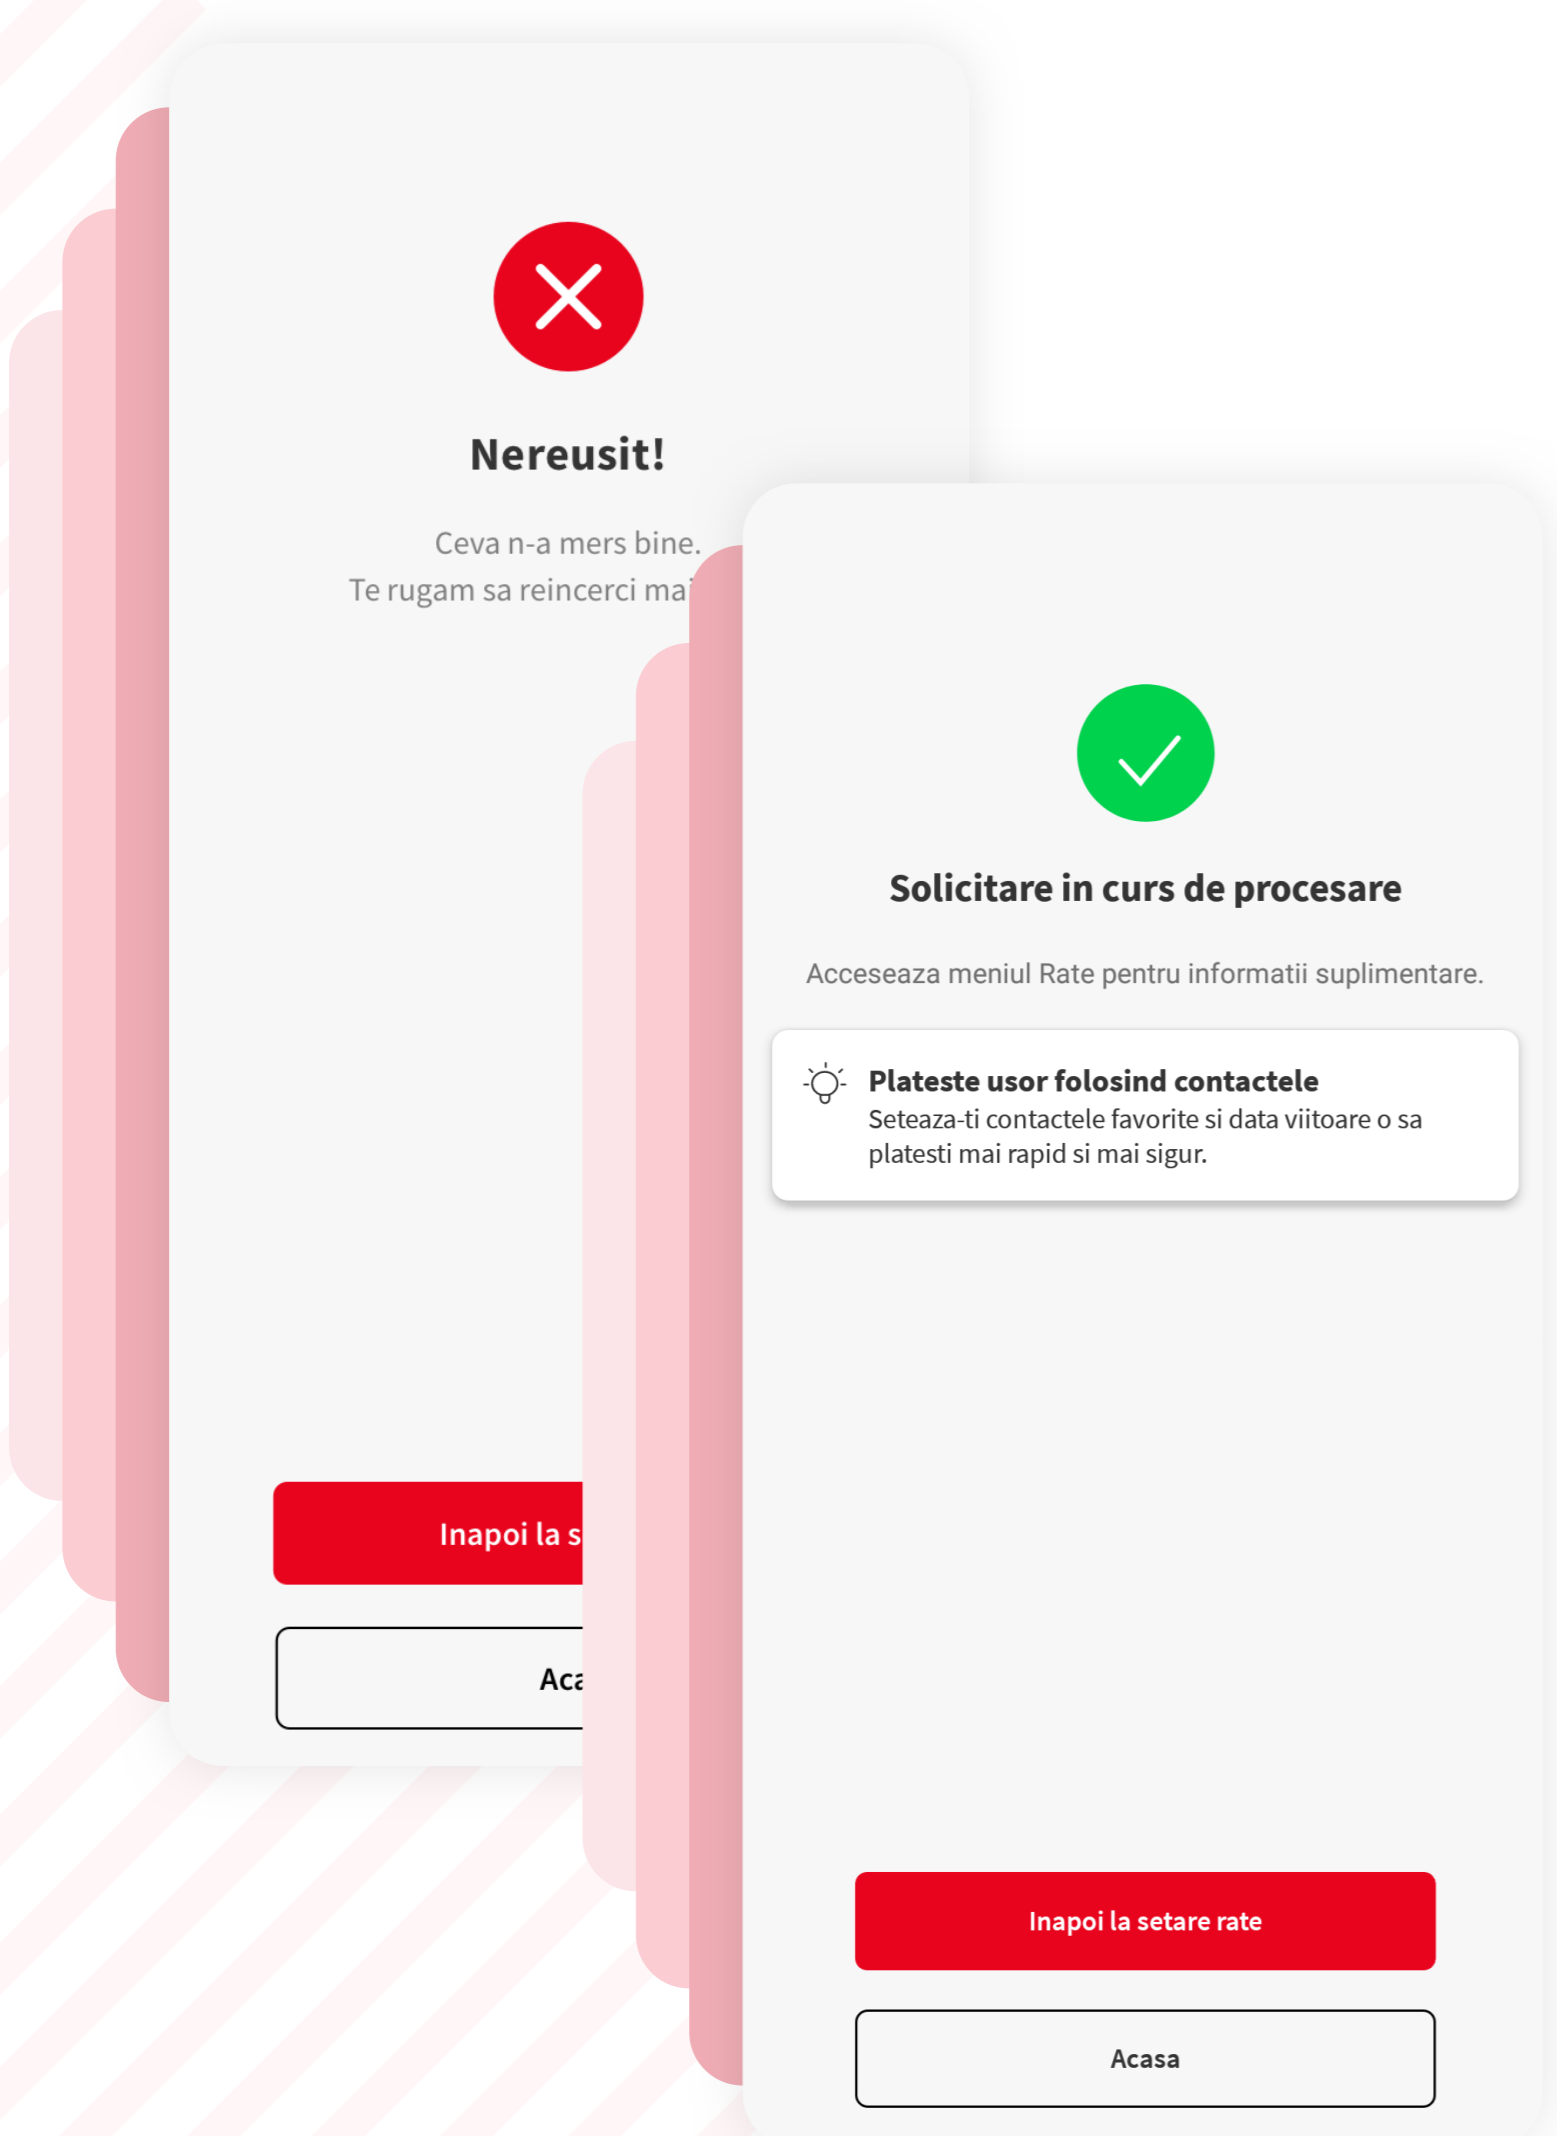 Nereusit!
Ceva n-a mers bine.
Te rugam sa reincerci mai
Inapoi la s
Aca
Solicitare in curs de procesare
Acceseaza meniul Rate pentru informatii suplimentare.
Plateste usor folosind contactele
Seteaza-ti contactele favorite si data viitoare o sa
platesti mai rapid si mai sigur.
Inapoi la setare rate
Acasa